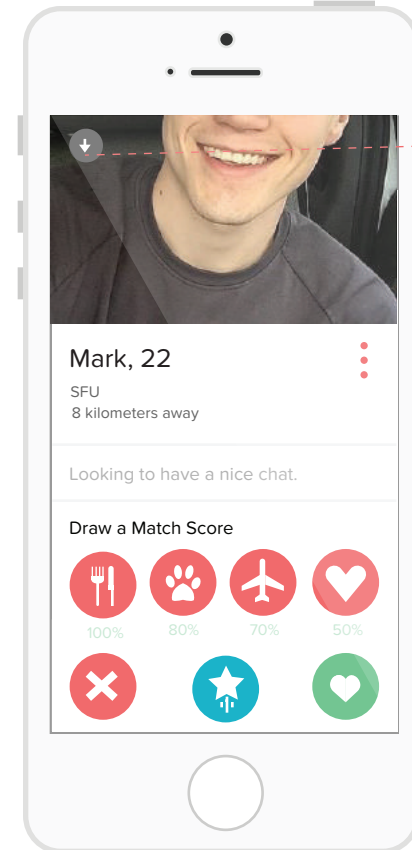 Mark, 22
SFU
8 kilometers away
Looking to have a nice chat.
Draw a Match Score
100% 80% 70% 50%